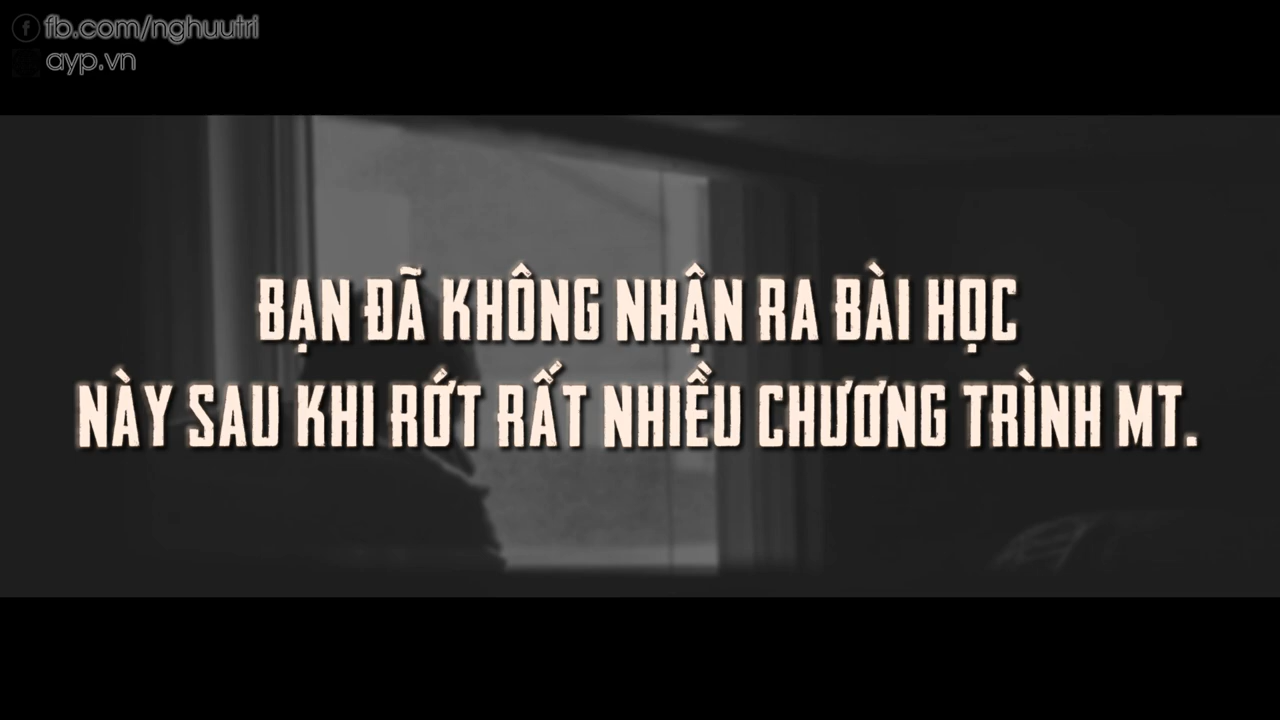 fb.com/nghuutri
ayp.vn
BẠN ĐÃ KHÔNG NHẬN RA BÀI HỌC
NÀY SAU KHI RỚT RẤT NHIỀU CHƯƠNG TRÌNH MT.